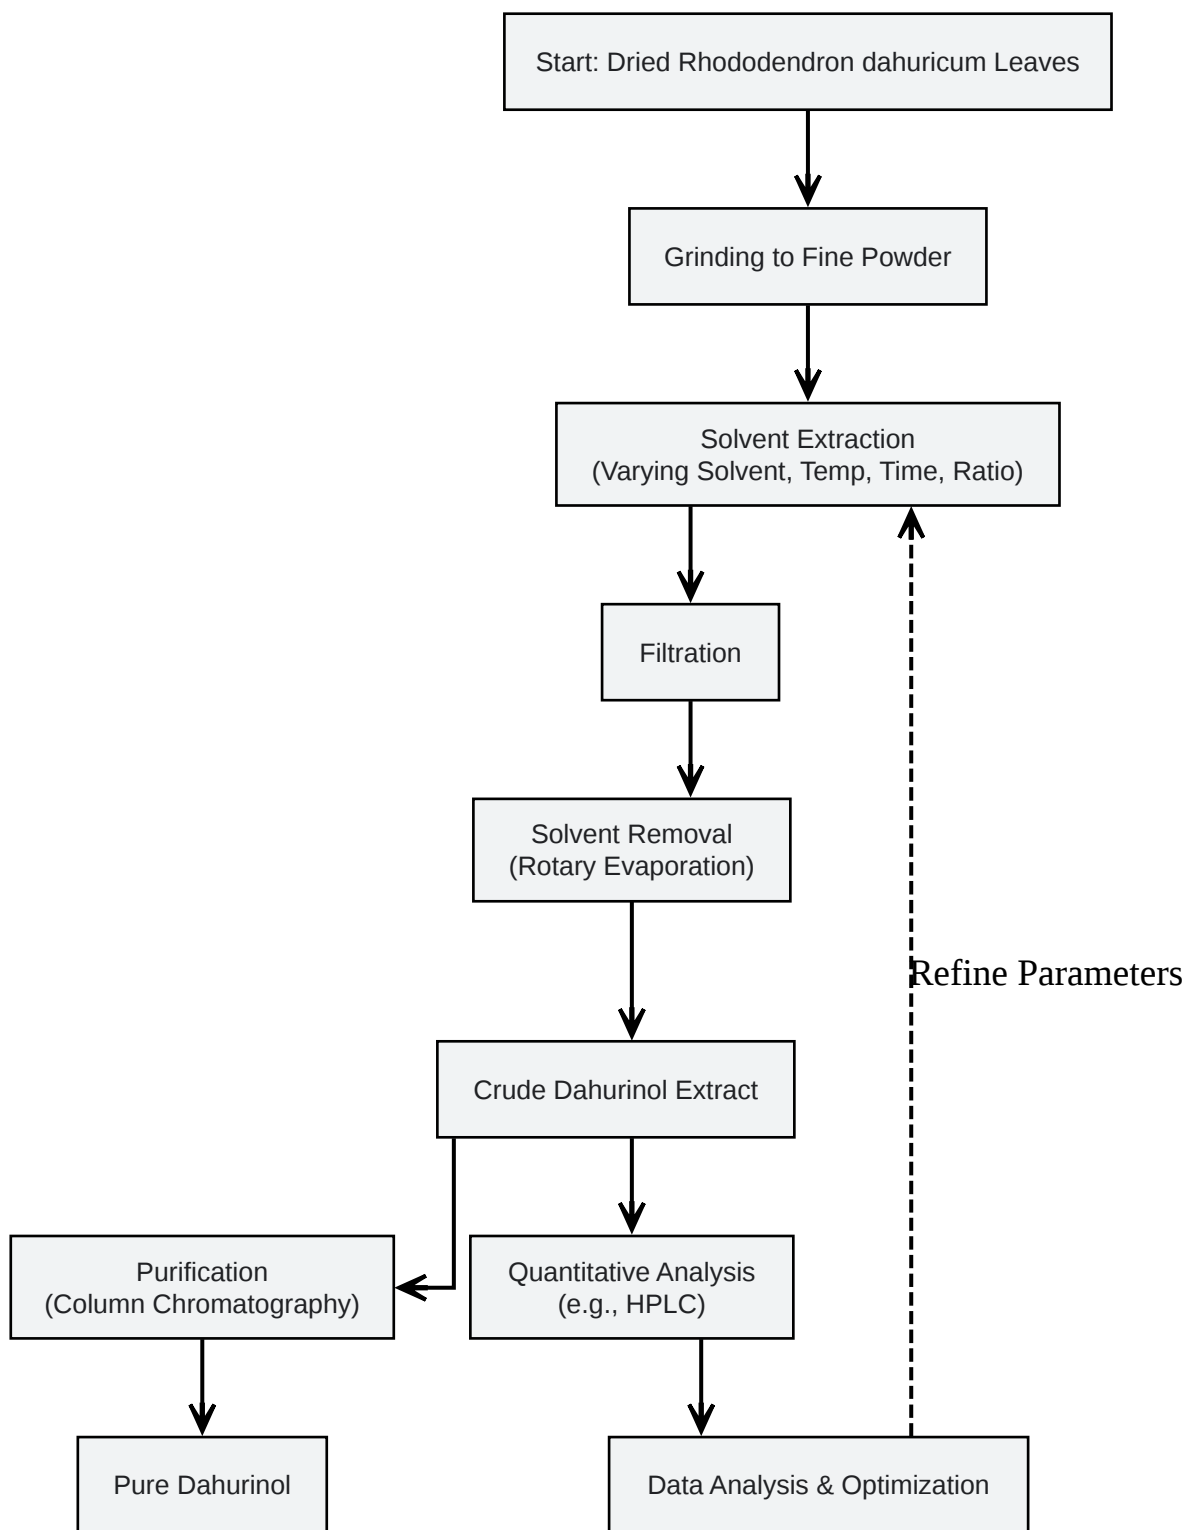 Start: Dried Rhododendron dahuricum Leaves
Grinding to Fine Powder
Solvent Extraction
(Varying Solvent, Temp, Time, Ratio)
Filtration
Solvent Removal
(Rotary Evaporation)
Refine Parameters
Crude Dahurinol Extract
Purification
(Column Chromatography)
Quantitative Analysis
(e.g., HPLC)
Pure Dahurinol
Data Analysis & Optimization